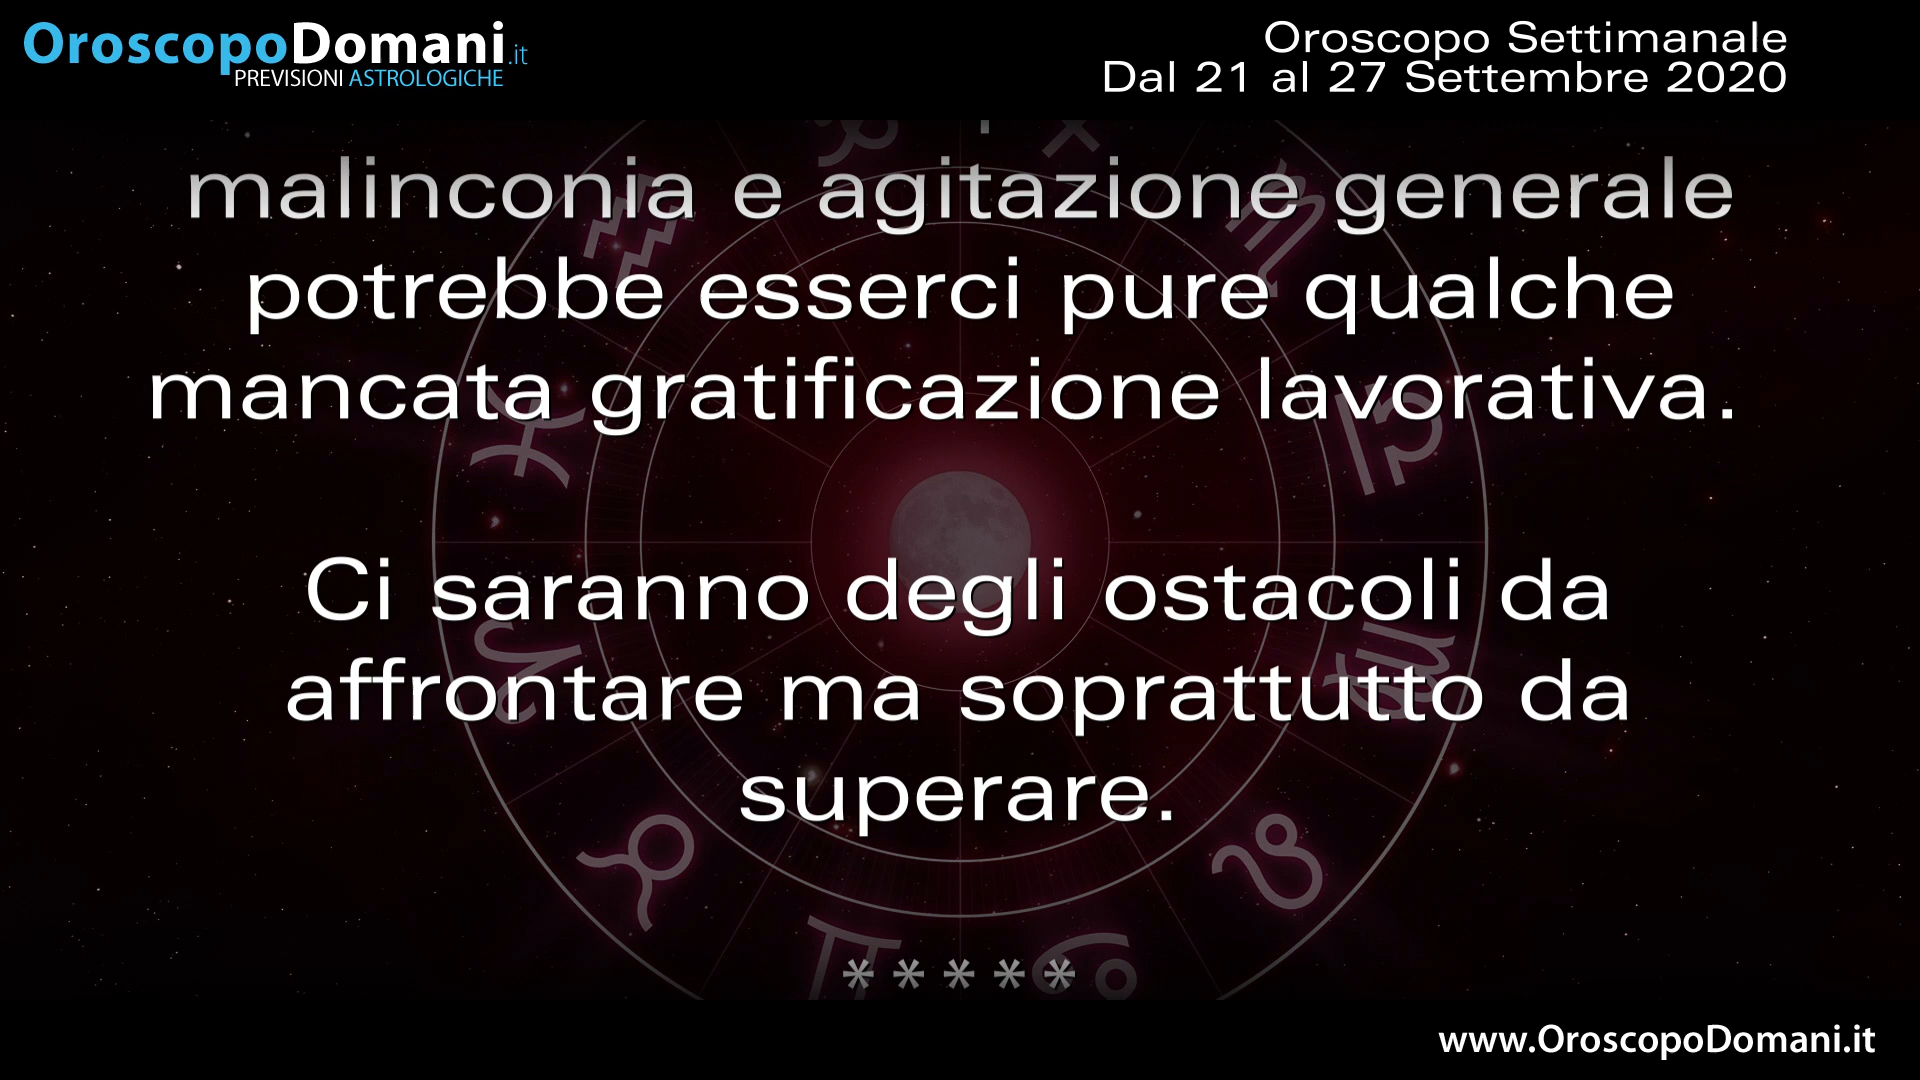 OroscopoDomani.it
PREVISIONI ASTROLOGICHE
Oroscopo Settimanale
Dal 21 al 27 Settembre 2020
malinconia e agitazione generale
potrebbe esserci pure qualche
mancata gratificazione lavorativa.
Ci saranno degli ostacoli da
affrontare ma soprattutto da
superare.
* * * * *
www.OroscopoDomani.it